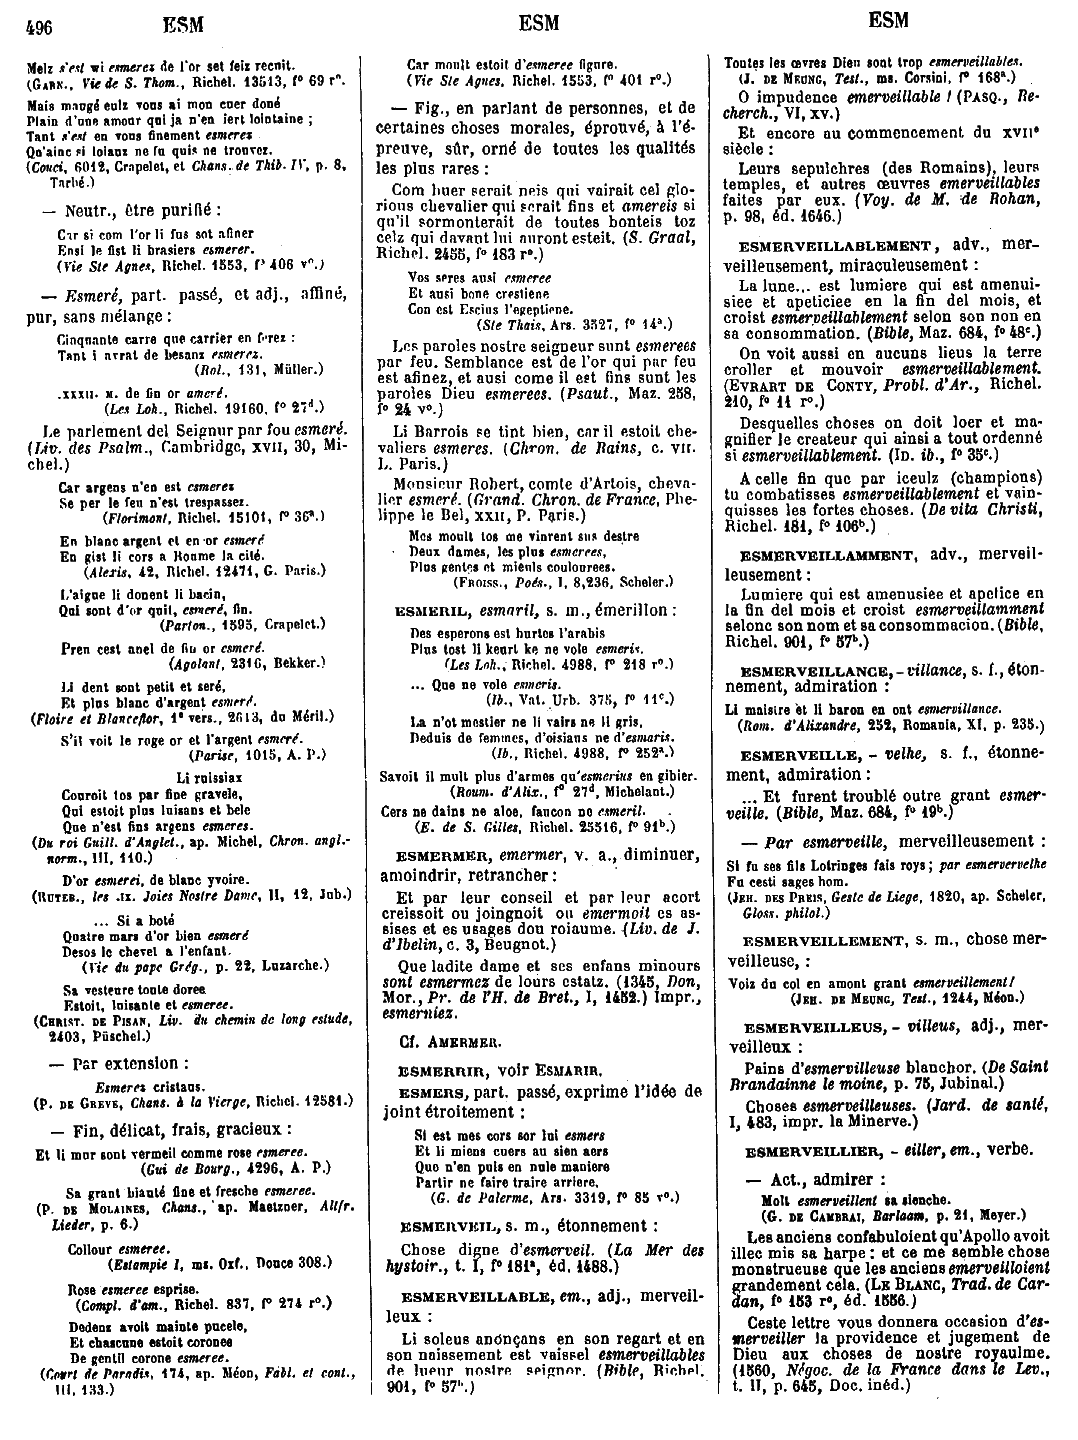 496 ESM ESM ESM
Melz s'est wi esmerez de l'or set feiz recuit.
(GARN., Vie de S. Thom., Richel. 13513, f° 69 r°.)
Mais maugé eulz vous ai mon cuer doné
Plain d'une amour qui ja n'en iert lointaine ;
Tant s'est en vous finement esmerez
Qu'ainc si loiauz ne fu quis ne trouvez.
(Couci, 6012, Crapelet, et Chans. de Thib. IV, p. 8,
Tarbé.)
— Neutr., être purifié :
Car si com l'or li fus sot afiner
Ensi le fist li brasiers esmerer.
(Vie Ste Agnes, Richel. 1553, f° 406 v°.)
— Esmeré, part. passé, et adj., affiné,
pur, sans mélange :
Cinquante carre que carrier en ferez :
Tant i avrat de besanz esmerez.
(Rol., 131, Müller.)
.XXXII. M. de fin or ameré.
(Les Loh., Richel. 19160, f° 27d.)
Le parlement del Seignur par fou esmeré.
(Liv. des Psalm., Cambridge, XVII, 30, Mi-
chel.)
Car argens n'en est esmerez
Se per le feu n'est trespassez.
(Florimont, Richel. 15101, f° 36a.)
En blanc argent et en or esmeré
En gist li cors a Roume la cité.
(Alexis, 42, Richel. 12471, G. Paris.)
L'aigue li donent li bacin,
Qui sont d'or quit, esmeré, fin.
(Parton., 1595, Crapelet.)
Pren cest anel de fin or esmeré.
(Agolant, 2316, Bekker.)
Li dent sont petit et seré,
Et plus blanc d'argent esmeré.
(Floire et Blanceflor, 1° vers., 2613, du Méril.)
S'il voit le roge or et l'argent esmeré.
(Parise, 1015, A. P.)
Li ruissiax
Couroit tos par fine gravele,
Qui estoit plus luisans et bele
Que n'est fins argens esmeres.
(Du roi Guill. d'Anglet., ap. Michel, Chron. angl.-
norm., III, 110.)
D'or esmerei, de blanc yvoire.
(RUTEB., les .IX. Joies Nostre Dame, II, 12, Jub.)
... Si a boté
Quatre mars d'or bien esmeré
Desos le chevel a l'enfant.
(Vie du pape Grég., p. 22, Luzarche.)
Sa vesteure toute doree
Estoit, luisante et esmeree.
(CHRIST. DE PISAN, Liv. du chemin de long estude,
2403, Püschel.)
— Par extension :
Esmerez cristaus.
(P. DE GREVE, Chans. à la Vierge, Richel. 12581.)
— Fin, délicat, frais, gracieux :
Et li mur sont vermeil comme rose esmeree.
(Gui de Bourg., 4296, A. P.)
Sa grant biauté fine et fresche esmeree.
(P. DE MOLAINES, Chans., ap. Maetzner, Altfr.
Lieder, p. 6.)
Collour esmeree.
(Estampie I, ms. Oxf., Douce 308.)
Rose esmeree esprise.
(Compl. d'am., Richel. 837, f° 274 r°.)
Dedenz avoit mainte pucele,
Et chascune estoit coronee
De gentil corone esmeree.
(Court de Paradis, 174, ap. Méon, Fabl. et cont.,
III, 133.)
Car moult estoit d'esmeree figure.
(Vie Ste Agnes, Richel. 1553, f° 401 r°.)
— Fig., en parlant de personnes, et de
certaines choses morales, éprouvé, à l'é-
preuve, sûr, orné de toutes les qualités
les plus rares :
Com huer serait neis qui vairait cel glo-
rious chevalier qui serait fins et amereis si
qu'il sormonterait de toutes bonteis toz
celz qui davant lui auront esteit. (S. Graal,
Richel. 2455, f° 183 r°.)
Vos seres ausi esmeree
Et ausi bone crestiene
Con est Escius l'egeptiene.
(Ste Thais, Ars. 3527, f° 14a.)
Les paroles nostre seigneur sunt esmerees
par feu. Semblance est de l'or qui par feu
est afinez, et ausi come il est fins sunt les
paroles Dieu esmerees. (Psaut., Maz. 258,
f° 24 v°.)
Li Barrois se tint bien, car il estoit che-
valiers esmeres. (Chron. de Rains, c. VII.
L. Paris.)
Monsieur Robert, comte d'Artois, cheva-
lier esmeré. (Grand. Chron. de France, Phe-
lippe le Bel, XXII, P. Paris.)
Mes moult tos me vinrent sus destre
Deux dames, les plus esmerees,
Plus gentes et mieuls coulourees.
(FROISS., Poés., I, 8,236, Scheler.)
ESMERIL, esmaril, s. m., émerillon :
Des esperons est hurtes l'arabis
Plus tost li keurt ke ne vole esmeris.
(Les Loh., Richel. 4988, f° 218 r°.)
... Que ne vole esmeris.
(Ib., Vat. Urb. 375, f° 11c.)
La n'ot mostier ne li vairs ne li gris,
Deduis de femmes, d'oisians ne d'esmaris.
(Ib., Richel. 4988, f° 252a.)
Savoit il mult plus d'armes qu'esmerius en gibier.
(Roum. d'Alix., f° 27d, Michelant.)
Cers ne dains ne aloe, faucon ne esmeril.
(E. de S. Gilles, Richel. 25516, f° 91b.)
ESMERMER, emermer, v. a., diminuer,
amoindrir, retrancher :
Et par leur conseil et par leur acort
creissoit ou joingnoit ou emermoit es as-
sises et es usages dou roiaume. (Liv. de J.
d'Ibelin, c. 3, Beugnot.)
Que ladite dame et ses enfans minours
sont esmermez de lours estatz. (1345, Don,
Mor., Pr. de l'H. de Bret., I, 1452.) Impr.,
esmerniez.
Cf. AMERMER.
ESMERRIR, voir ESMARIR.
ESMERS, part. passé, exprime l'idée de
joint étroitement :
Si est mes cors sor lui esmers
Et li miens cuers au sien aers
Que n'en puis en nule maniere
Partir ne faire traire arriere.
(G. de Palerme, Ars. 3319, f° 85 v°.)
ESMERVEIL, s. m., étonnement :
Chose digne d'esmerveil. (La Mer des
hystoir., t. I, f° 181a, éd. 1488.)
ESMERVEILLABLE, em., adj., merveil-
leux :
Li soleus anonçans en son regart et en
son naissement est vaissel esmerveillables
de lueur nostre seignor. (Bible, Richel.
901, f° 57b.)
Toutes les œvres Dieu sont trop esmerveillables.
(J. DE MEUNG, Test., ms. Corsini, f° 168a.)
O impudence emerveillable ! (PASQ., Re-
cherch., VI, XV.)
Et encore au commencement du XVIIe
siècle :
Leurs sepulchres (des Romains), leurs
temples, et autres œuvres emerveillables
faites par eux. (Voy. de M. de Rohan,
p. 98, éd. 1646.)
ESMERVEILLABLEMENT, adv., mer-
veilleusement, miraculeusement :
La lune... est lumiere qui est amenui-
siee et apeticiee en la fin del mois, et
croist esmerveillablement selon son non en
sa consommation. (Bible, Maz. 684, f° 48c.)
On voit aussi en aucuns lieus la terre
croller et mouvoir esmerveillablement.
(EVRART DE CONTY, Probl. d'Ar., Richel.
210, f° 11 r°.)
Desquelles choses on doit loer et ma-
gnifier le createur qui ainsi a tout ordenné
si esmerveillablement. (ID. ib., f° 35c.)
A celle fin que par iceulz (champions)
tu combatisses esmerveillablement et vain-
quisses les fortes choses. (De vita Christi,
Richel. 181, f° 106b.)
ESMERVEILLAMMENT, adv., merveil-
leusement :
Lumiere qui est amenusiee et apelice en
la fin del mois et croist esmerveillamment
selonc son nom et sa consommacion. (Bible,
Richel. 901, f° 57b.)
ESMERVEILLANCE, - villance, s. f., éton-
nement, admiration :
Li maistre et li baron en ont esmervillance.
(Rom. d'Alixandre, 252, Romania, XI, p. 235.)
ESMERVEILLE, - velhe, s. f., étonne-
ment, admiration :
... Et furent troublé outre grant esmer-
veille. (Bible, Maz. 684, f° 19b.)
— Par esmerveille, merveilleusement :
Si fu ses fils Lotringes fais roys ; par esmervervelhe
Fu cesti sages hom.
(JEH. DES PREIS, Geste de Liege, 1820, ap. Scheler,
Gloss. philol.)
ESMERVEILLEMENT, s. m., chose mer-
veilleuse, :
Voiz du col en amont grant esmerveillement !
(JEH. DE MEUNG, Test., 1244, Méon.)
ESMERVEILLEUS, - villeus, adj., mer-
veilleux :
Pains d'esmervilleuse blanchor. (De Saint
Brandainne le moine, p. 75, Jubinal.)
Choses esmerveilleuses. (Jard. de santé,
I, 483, impr. la Minerve.)
ESMERVEILLIER, - eiller, em., verbe.
— Act., admirer :
Molt esmerveillent sa sienche.
(G. DE CAMBRAI, Barlaam, p. 21, Meyer.)
Les anciens confabuloient qu'Apollo avoit
illec mis sa harpe : et ce me semble chose
monstrueuse que les anciens emerveilloient
grandement cela. (LE BLANC, Trad. de Car-
dan, f° 153 r°, éd. 1556.)
Ceste lettre vous donnera occasion d'es-
merveiller la providence et jugement de
Dieu aux choses de nostre royaulme.
(1560, Négoc. de la France dans le Lev.,
t. II, p. 645, Doc. inéd.)